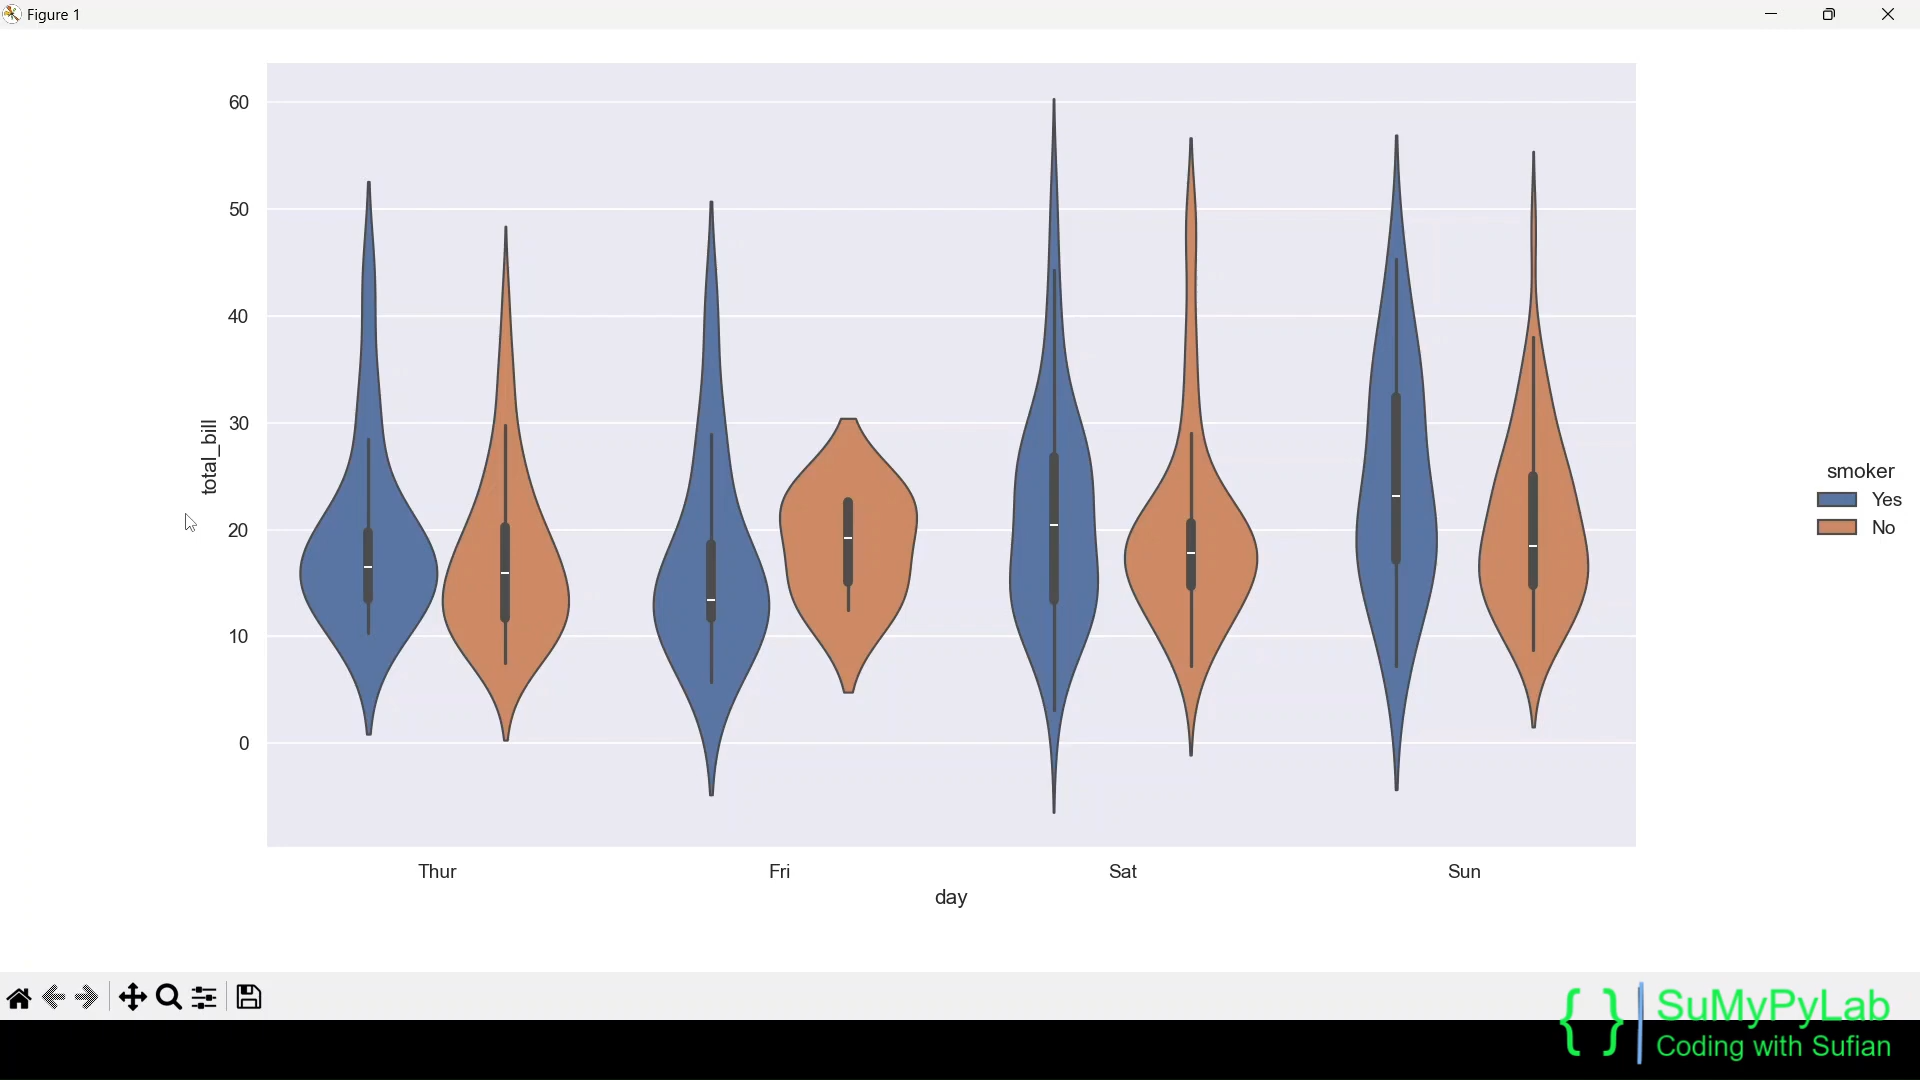 Figure 1
60
50
40
30
20
10
0
total_bill
Thur
Fri
Sat
Sun
day
smoker
Yes
No
{ } SuMyPyLab
Coding with Sufian